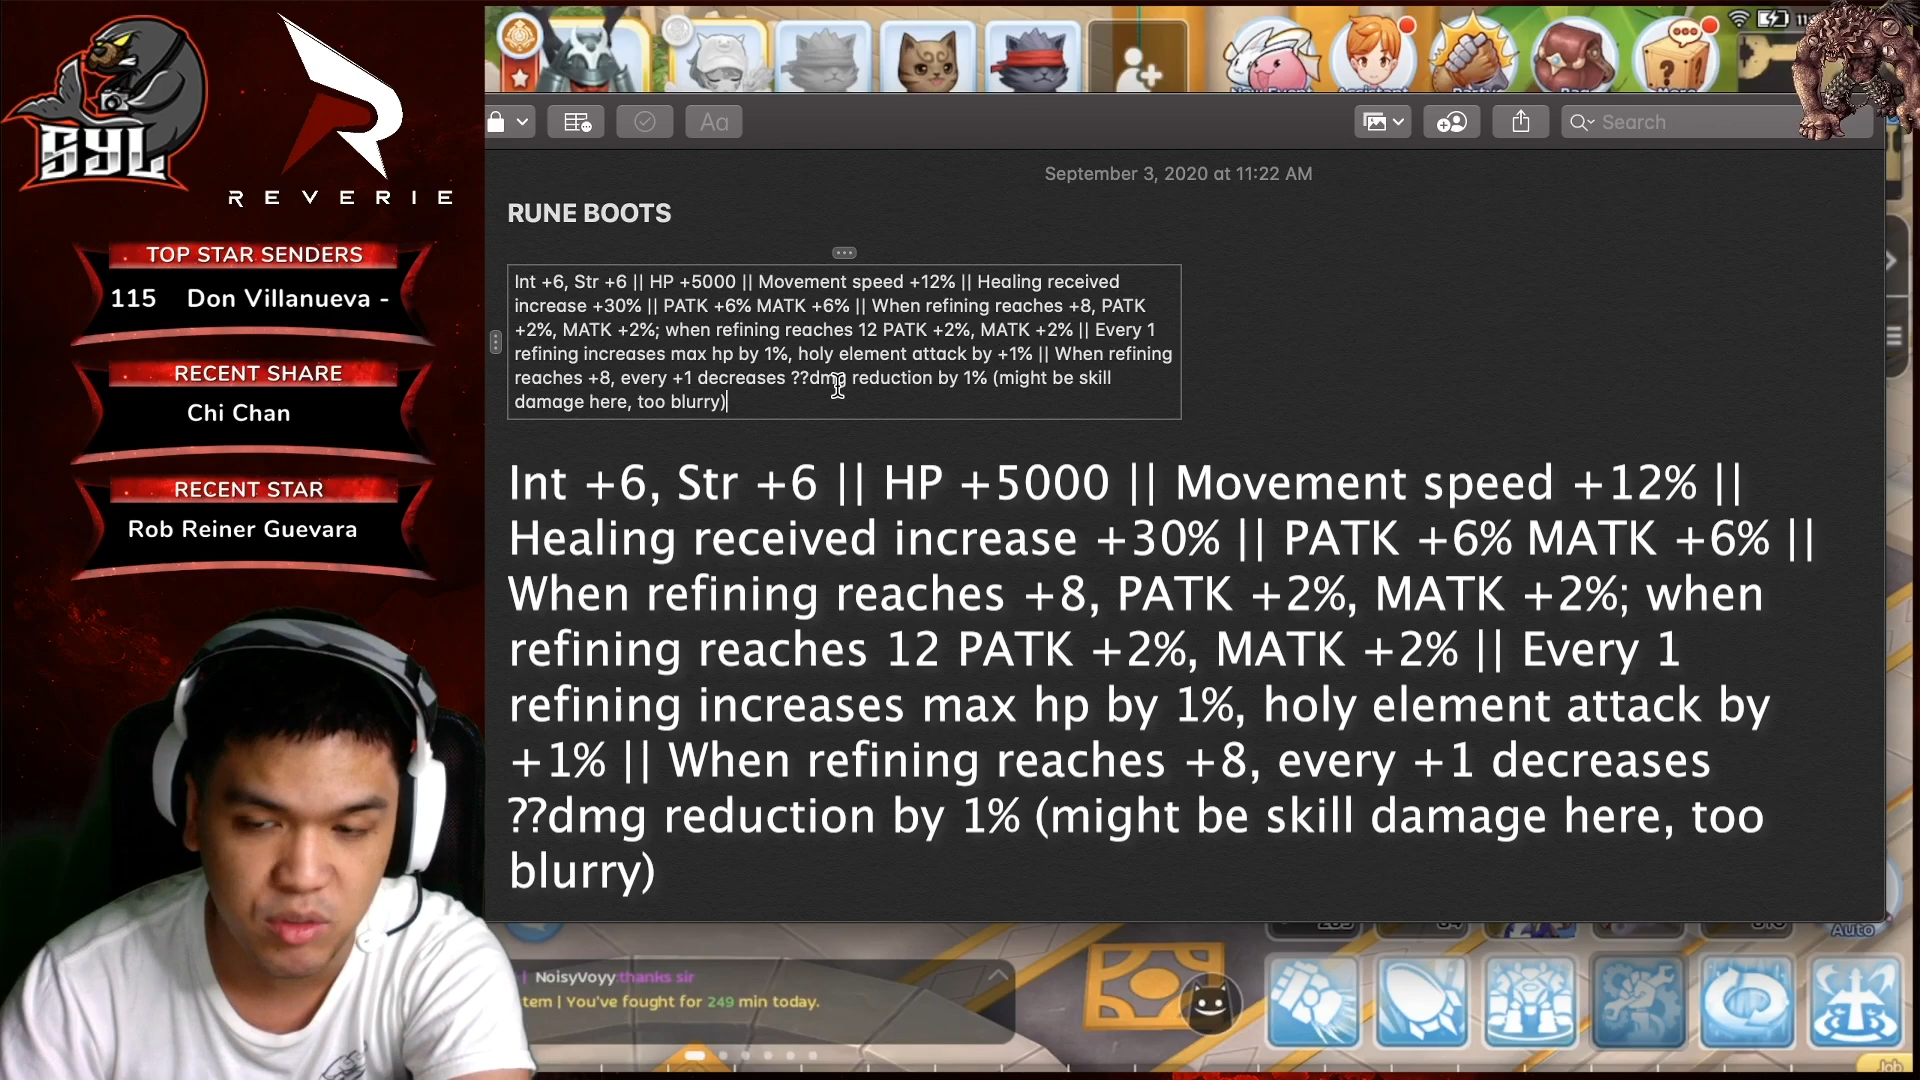 SYL
REVERIE
TOP STAR SENDERS
115 Don Villanueva -
RECENT SHARE
Chi Chan
RECENT STAR
Rob Reiner Guevara
Aa
Search
September 3, 2020 at 11:22 AM
RUNE BOOTS
Int +6, Str +6 || HP +5000 || Movement speed +12% || Healing received
increase +30% || PATK +6% MATK +6% || When refining reaches +8, PATK
+2%, MATK +2%; when refining reaches 12 PATK +2%, MATK +2% || Every 1
refining increases max hp by 1%, holy element attack by +1% || When refining
reaches +8, every +1 decreases ??dmg reduction by 1% (might be skill
damage here, too blurry)
Int +6, Str +6 || HP +5000 || Movement speed +12% ||
Healing received increase +30% || PATK +6% MATK +6% ||
When refining reaches +8, PATK +2%, MATK +2%; when
refining reaches 12 PATK +2%, MATK +2% || Every 1
refining increases max hp by 1%, holy element attack by
+1% || When refining reaches +8, every +1 decreases
??dmg reduction by 1% (might be skill damage here, too
blurry)
Auto
NoisyVoyy:thanks sir
tem | You've fought for 249 min today.
Job